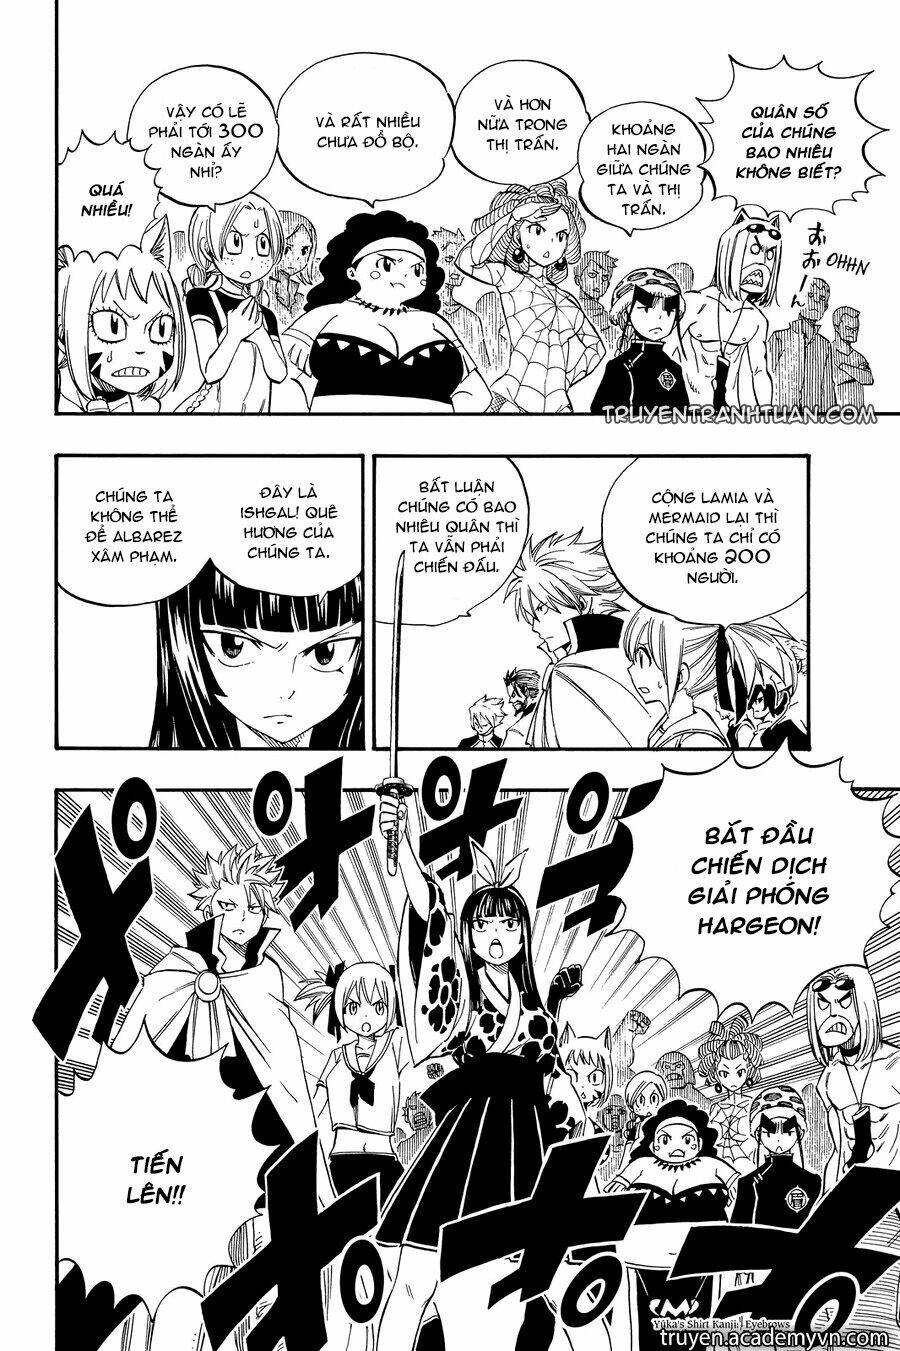 QUÂN SỐ
CỦA CHÚNG
BAO NHIÊU
KHÔNG BIẾT?
おおおーん
OHHN
KHOẢNG
HAI NGÀN
GIỮA CHÚNG
TA VÀ THỊ
TRẤN.
VÀ HƠN
NỮA TRONG
THỊ TRẤN.
VÀ RẤT NHIỀU
CHƯA ĐỔ BỘ.
VẬY CÓ LẼ
PHẢI TỚI 300
NGÀN ẤY
NHỈ?
QUÁ
NHIỀU!
TRUYENTRANHTUAN.COM
CỘNG LAMIA VÀ
MERMAID LẠI THÌ
CHÚNG TA CHỈ CÓ
KHOẢNG 200
NGƯỜI.
BẤT LUẬN
CHÚNG CÓ BAO
NHIÊU QUÂN THÌ
TA VẪN PHẢI
CHIẾN ĐẤU.
ĐÂY LÀ
ISHGAL! QUÊ
HƯƠNG CỦA
CHÚNG TA.
CHÚNG TA
KHÔNG THỂ
ĐỂ ALBAREZ
XÂM PHẠM.
BẮT ĐẦU
CHIẾN DỊCH
GIẢI PHÓNG
HARGEON!
TIẾN
LÊN!!
Yūka's Shirt Kanji: Eyebrows
truyen.academyvn.com